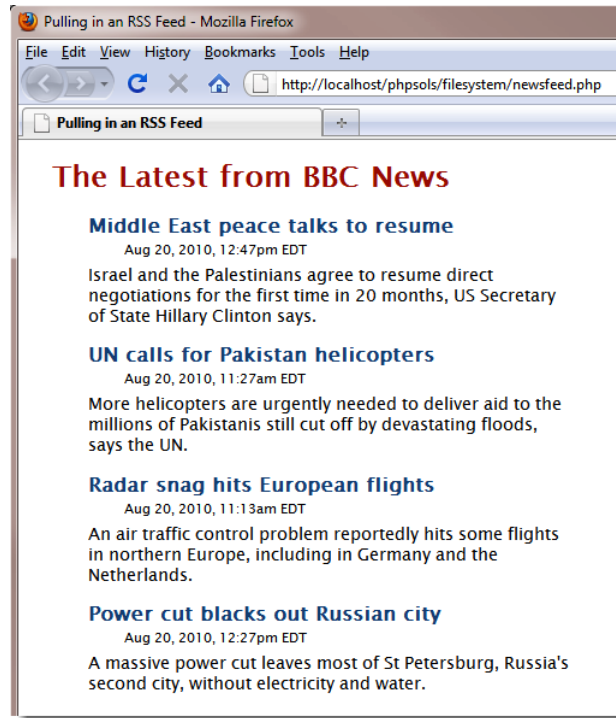 Pulling in an RSS Feed - Mozilla Firefox
File Edit View History Bookmarks Tools Help
http://localhost/phpsols/filesystem/newsfeed.php
Pulling in an RSS Feed
The Latest from BBC News
Middle East peace talks to resume
Aug 20, 2010, 12:47pm EDT
Israel and the Palestinians agree to resume direct
negotiations for the first time in 20 months, US Secretary
of State Hillary Clinton says.
UN calls for Pakistan helicopters
Aug 20, 2010, 11:27am EDT
More helicopters are urgently needed to deliver aid to the
millions of Pakistanis still cut off by devastating floods,
says the UN.
Radar snag hits European flights
Aug 20, 2010, 11:13am EDT
An air traffic control problem reportedly hits some flights
in northern Europe, including in Germany and the
Netherlands.
Power cut blacks out Russian city
Aug 20, 2010, 12:27pm EDT
A massive power cut leaves most of St Petersburg, Russia's
second city, without electricity and water.